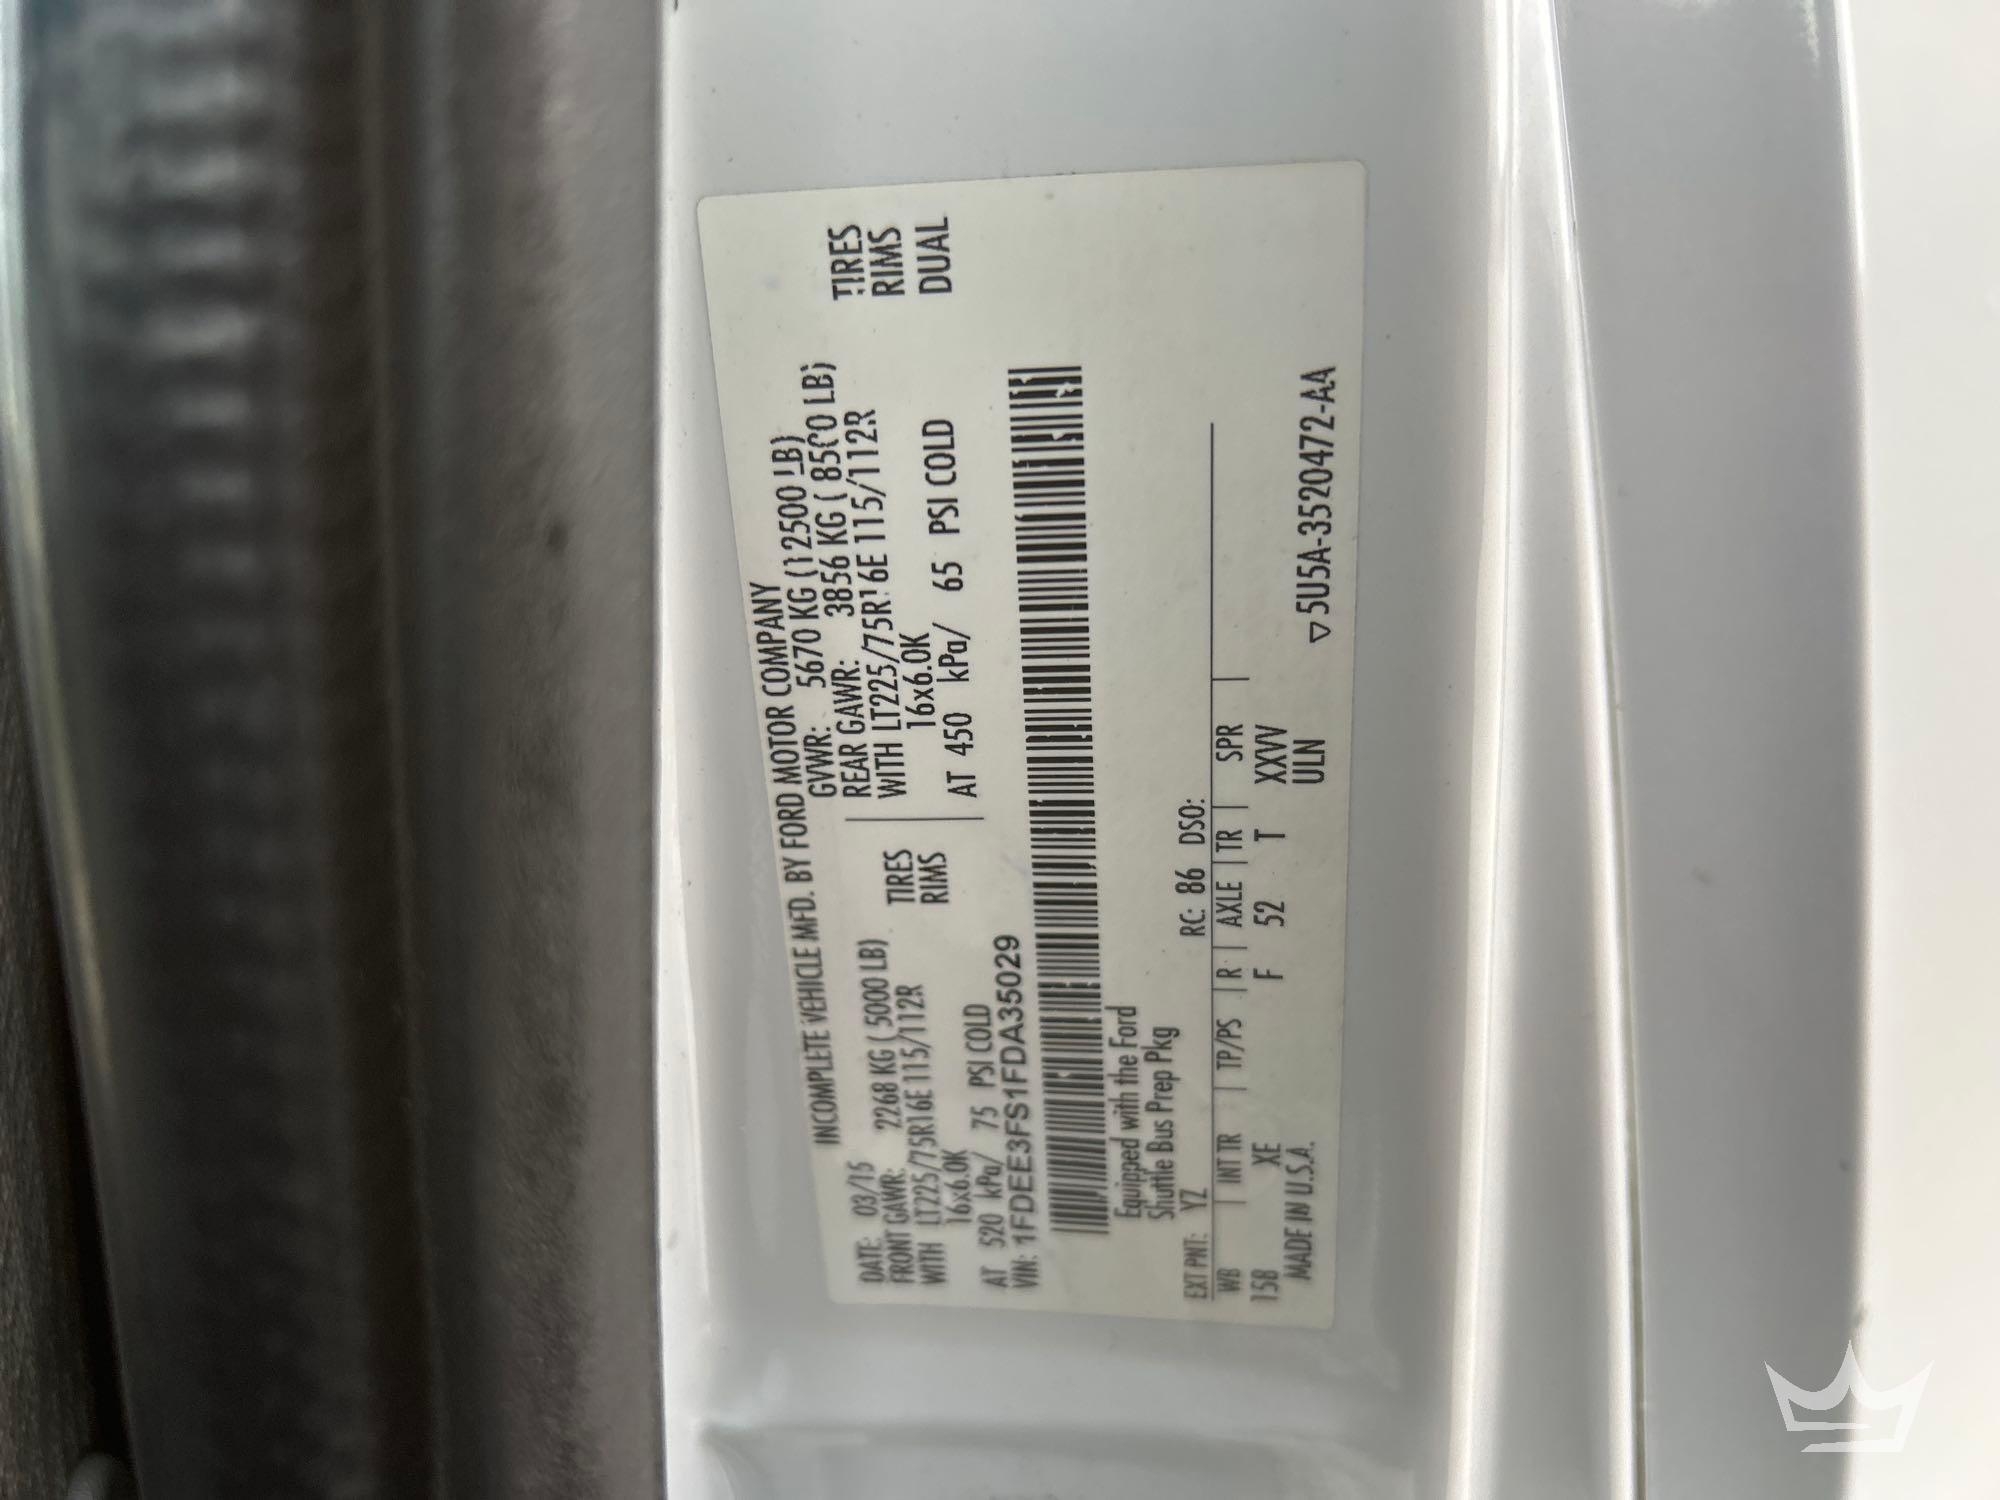 INCOMPLETE VEHICLE MFD. BY FORD MOTOR COMPANY
DATE: 03/15 GVWR: 5670 KG (12500 LB)
FRONT GAWR: 2268 KG ( 5000 LB) REAR GAWR: 3856 KG ( 8500 LB)
WITH LT225/75R16E 115/112R TIRES WITH LT225/75R16E 115/112R TIRES
16x6.0K RIMS 16x6.0K RIMS
AT 520 kPa/ 75 PSI COLD AT 450 kPa/ 65 PSI COLD DUAL
VIN: 1FDEE3FS1FDA35029
Equipped with the Ford
Shuttle Bus Prep Pkg
EXT PNT: YZ RC: 86 DSO:
WB | INT TR | TP/PS | R | AXLE | TR | SPR |
158 XE F 52 T XXVV
MADE IN U.S.A. ULN ▽5U5A-3520472-AA